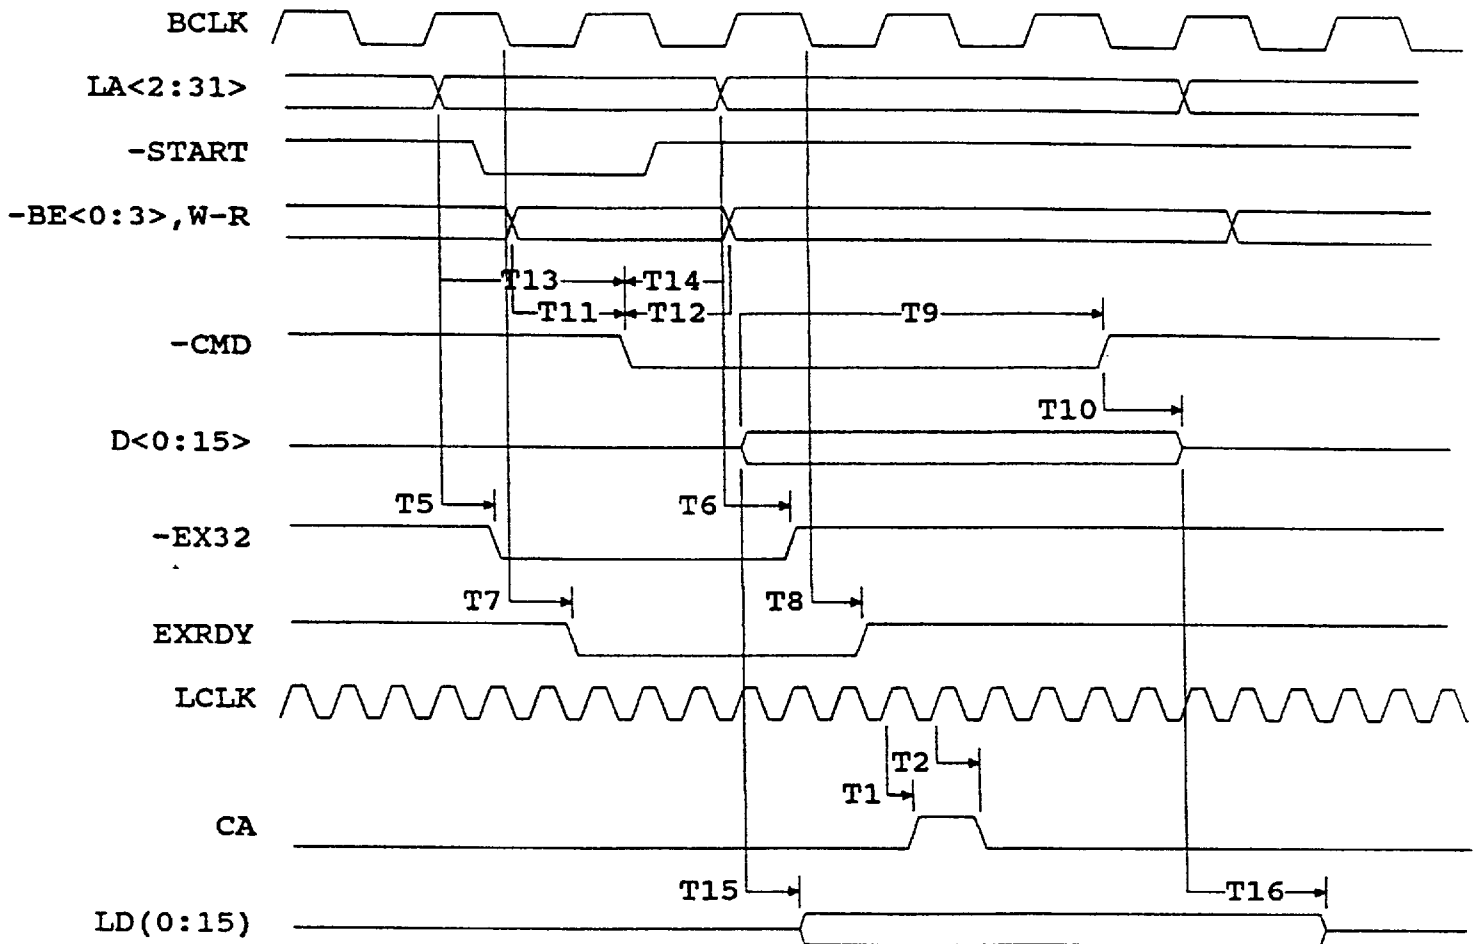 BCLK
LA<2:31>
-START
-BE<0:3>,W-R
T13 T14
T11 T12 T9
-CMD
T10
D<0:15>
T5 T6
-EX32
T7 T8
EXRDY
LCLK
T2
T1
CA
T15 T16
LD(0:15)